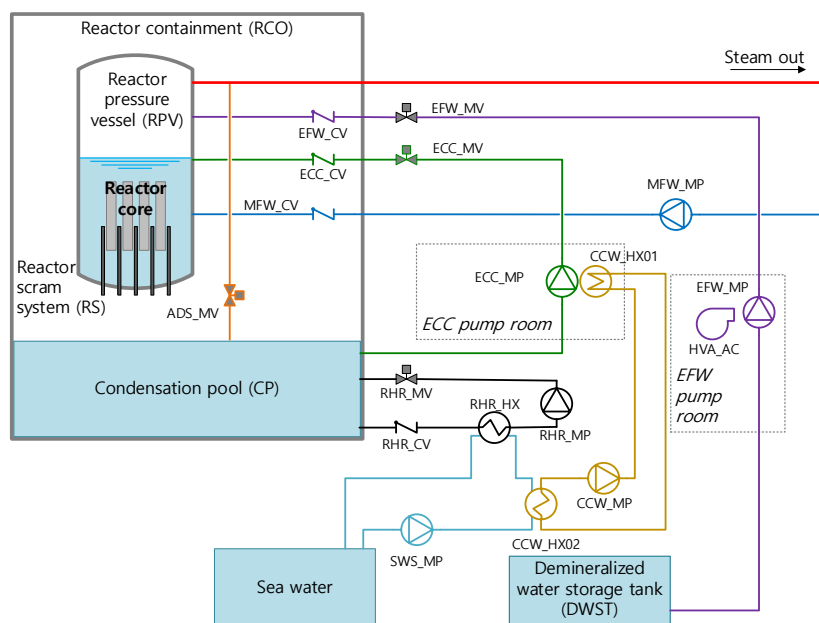 Reactor containment (RCO)
Steam out
Reactor
pressure
vessel (RPV)
EFW_MV
EFW_CV
ECC_MV
ECC_CV
Reactor
core
MFW_CV
MFW_MP
CCW_HX01
Reactor
scram
system (RS)
ADS_MV
ECC_MP
ECC pump room
EFW_MP
HVA_AC
EFW
pump
room
Condensation pool (CP)
RHR_MV
RHR_HX
RHR_MP
RHR_CV
CCW_MP
SWS_MP
CCW_HX02
Sea water
Demineralized
water storage tank
(DWST)